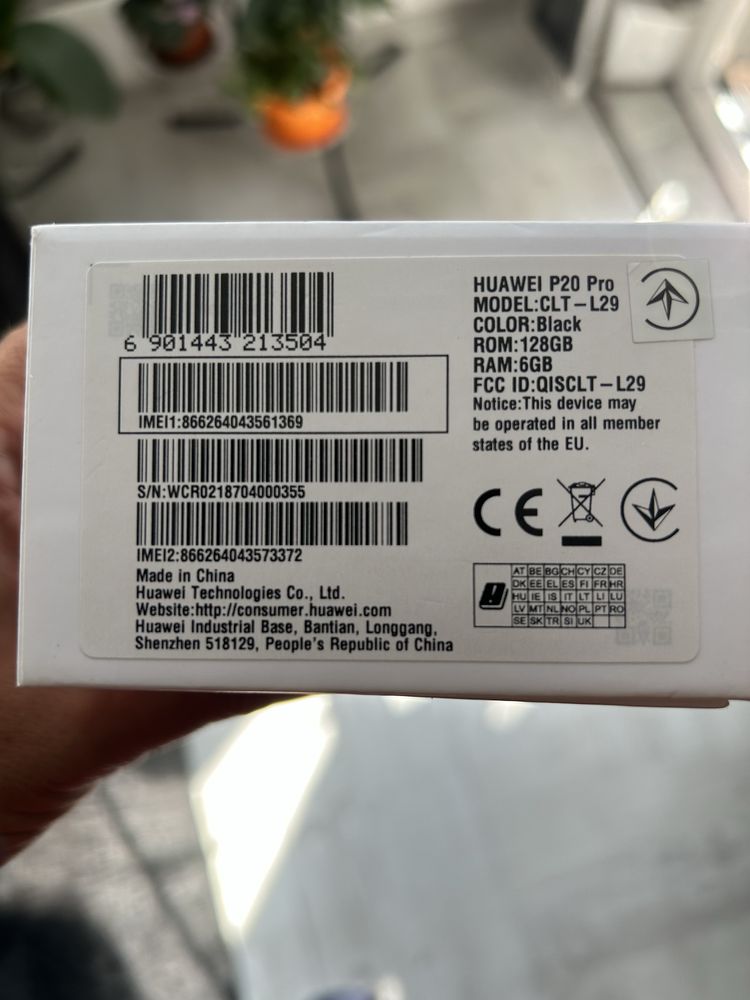 6 901443 213504
IMEI1:866264043561369
S/N:WCR0218704000355
IMEI2:866264043573372
Made in China
Huawei Technologies Co., Ltd.
Website:http://consumer.huawei.com
Huawei Industrial Base, Bantian, Longgang,
Shenzhen 518129, People's Republic of China
HUAWEI P20 Pro
MODEL:CLT-L29
COLOR:Black
ROM:128GB
RAM:6GB
FCC ID:QISCLT-L29
Notice:This device may
be operated in all member
states of the EU.
CE
AT BE BG CH CY CZ DE
DK EE EL ES FI FR HR
HU IE IS IT LT LI LU
LV MT NL NO PL PT RO
SE SK TR SI UK